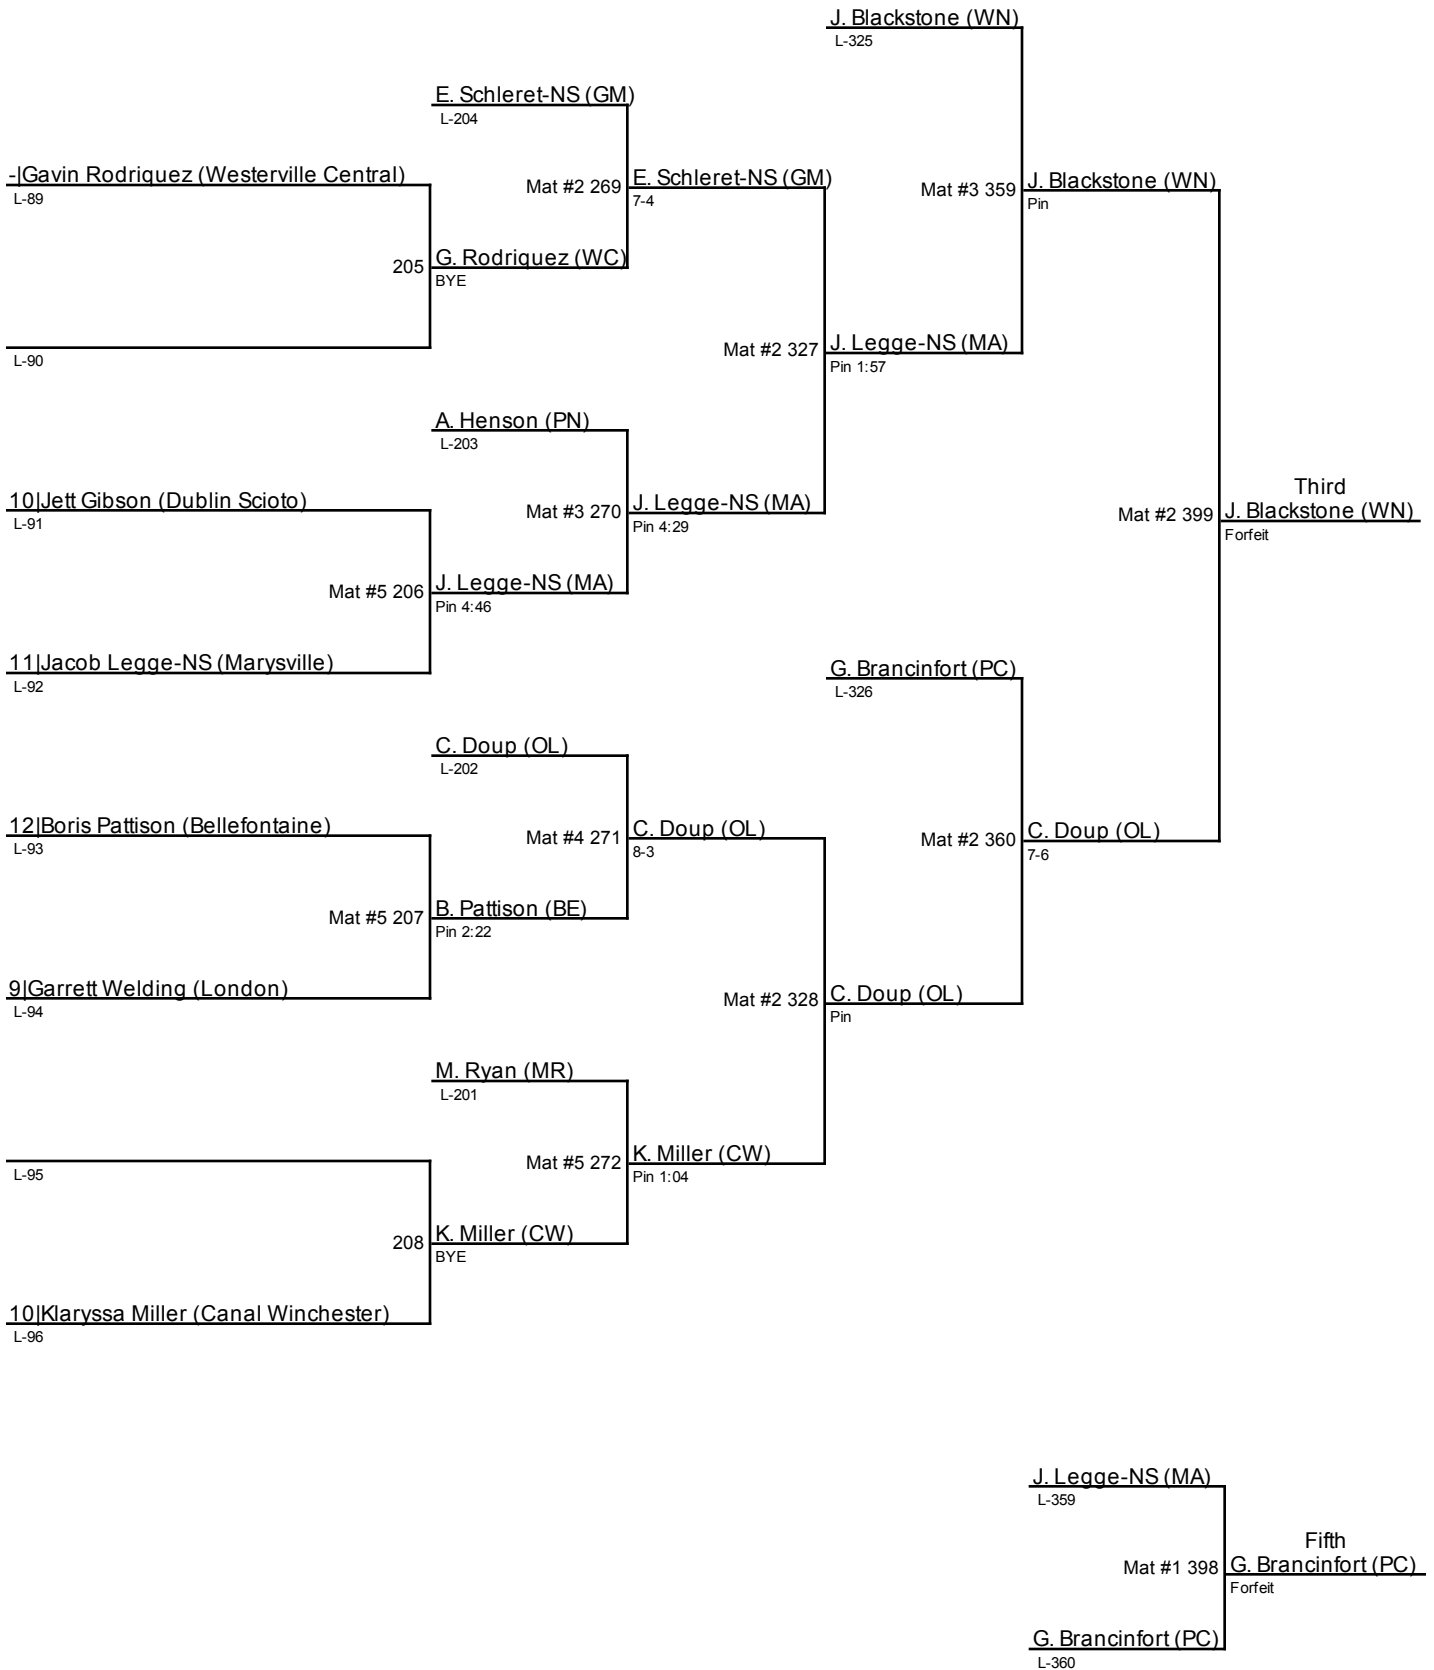 J. Blackstone (WN)
L-325
E. Schleret-NS (GM)
L-204
-|Gavin Rodriquez (Westerville Central)
L-89
Mat #2 269
E. Schleret-NS (GM)
7-4
Mat #3 359
J. Blackstone (WN)
Pin
205
G. Rodriquez (WC)
BYE
L-90
Mat #2 327
J. Legge-NS (MA)
Pin 1:57
A. Henson (PN)
L-203
10|Jett Gibson (Dublin Scioto)
L-91
Mat #3 270
J. Legge-NS (MA)
Pin 4:29
Third
Mat #2 399
J. Blackstone (WN)
Forfeit
Mat #5 206
J. Legge-NS (MA)
Pin 4:46
11|Jacob Legge-NS (Marysville)
L-92
G. Brancinfort (PC)
L-326
C. Doup (OL)
L-202
12|Boris Pattison (Bellefontaine)
L-93
Mat #4 271
C. Doup (OL)
8-3
Mat #2 360
C. Doup (OL)
7-6
Mat #5 207
B. Pattison (BE)
Pin 2:22
9|Garrett Welding (London)
L-94
Mat #2 328
C. Doup (OL)
Pin
M. Ryan (MR)
L-201
L-95
Mat #5 272
K. Miller (CW)
Pin 1:04
208
K. Miller (CW)
BYE
10|Klaryssa Miller (Canal Winchester)
L-96
J. Legge-NS (MA)
L-359
Fifth
Mat #1 398
G. Brancinfort (PC)
Forfeit
G. Brancinfort (PC)
L-360